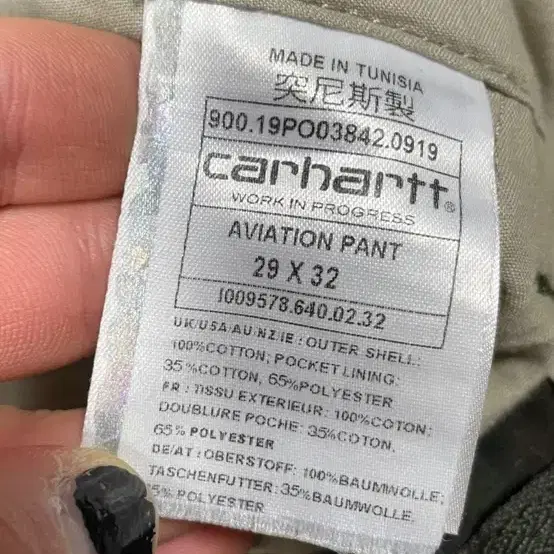 MADE IN TUNISIA
突尼斯製
900.19PO03842.0919
carhartt®
WORK IN PROGRESS
AVIATION PANT
29 X 32
I009578.640.02.32
UK/USA/AU/NZ/IE : OUTER SHELL:
100%COTTON; POCKET LINING:
35%COTTON, 65%POLYESTER
FR : TISSU EXTERIEUR: 100%COTON;
DOUBLURE POCHE: 35%COTON,
65% POLYESTER
DE/AT : OBERSTOFF: 100%BAUMWOLLE;
TASCHENFUTTER: 35%BAUMWOLLE,
5% POLYESTER